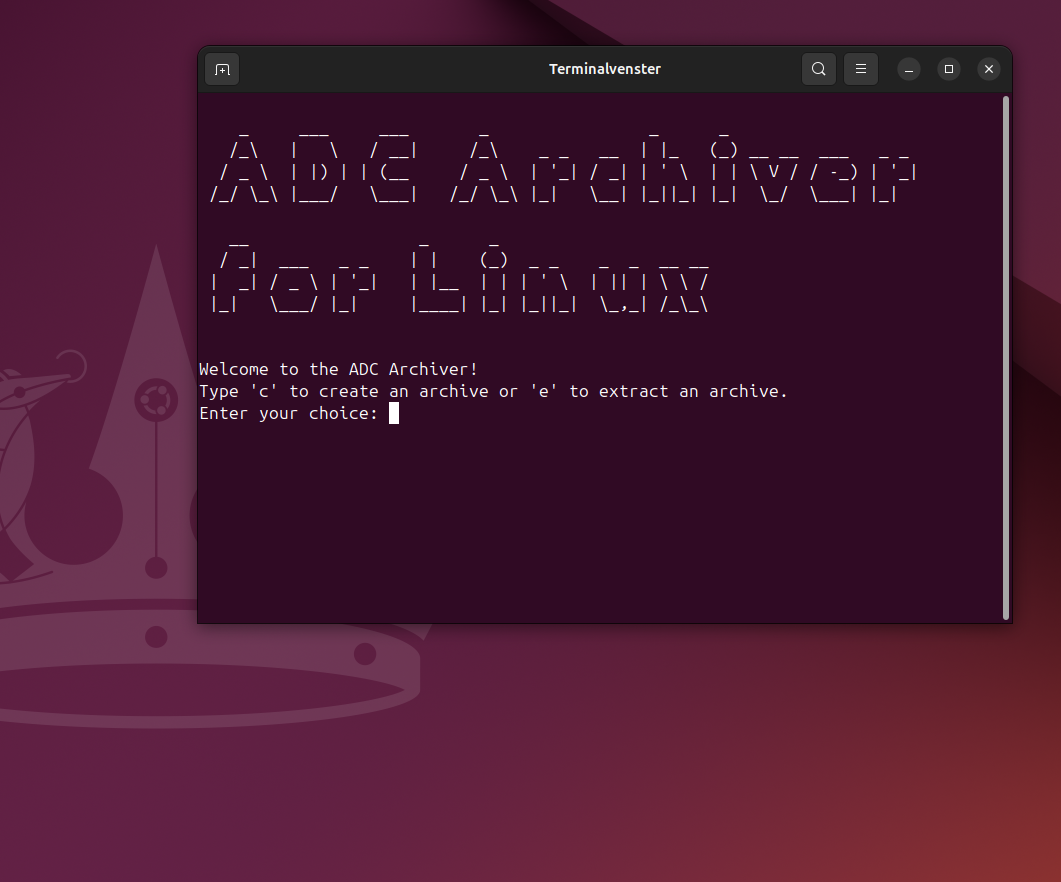 Terminalvenster
ADC Archiver
for Linux
Welcome to the ADC Archiver!
Type 'c' to create an archive or 'e' to extract an archive.
Enter your choice: